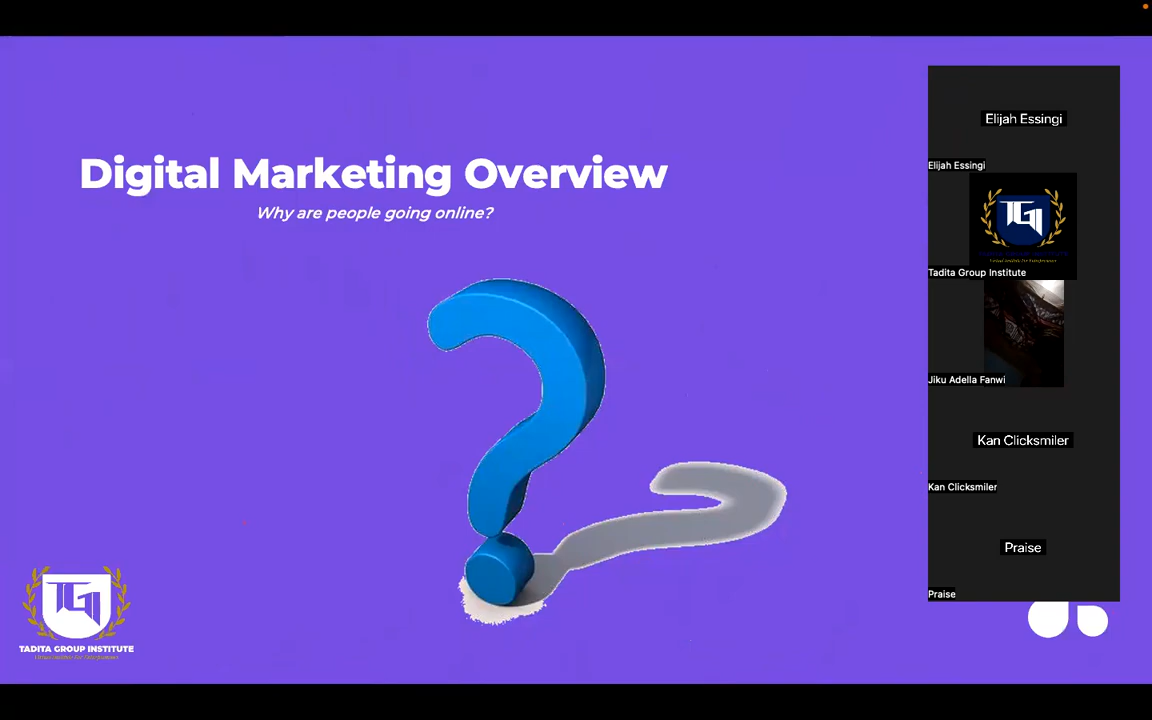 Digital Marketing Overview
Why are people going online?
TADITA GROUP INSTITUTE
Elijah Essingi
Elijah Essingi
Tadita Group Institute
Jiku Adella Fanwi
Kan Clicksmiler
Kan Clicksmiler
Praise
Praise